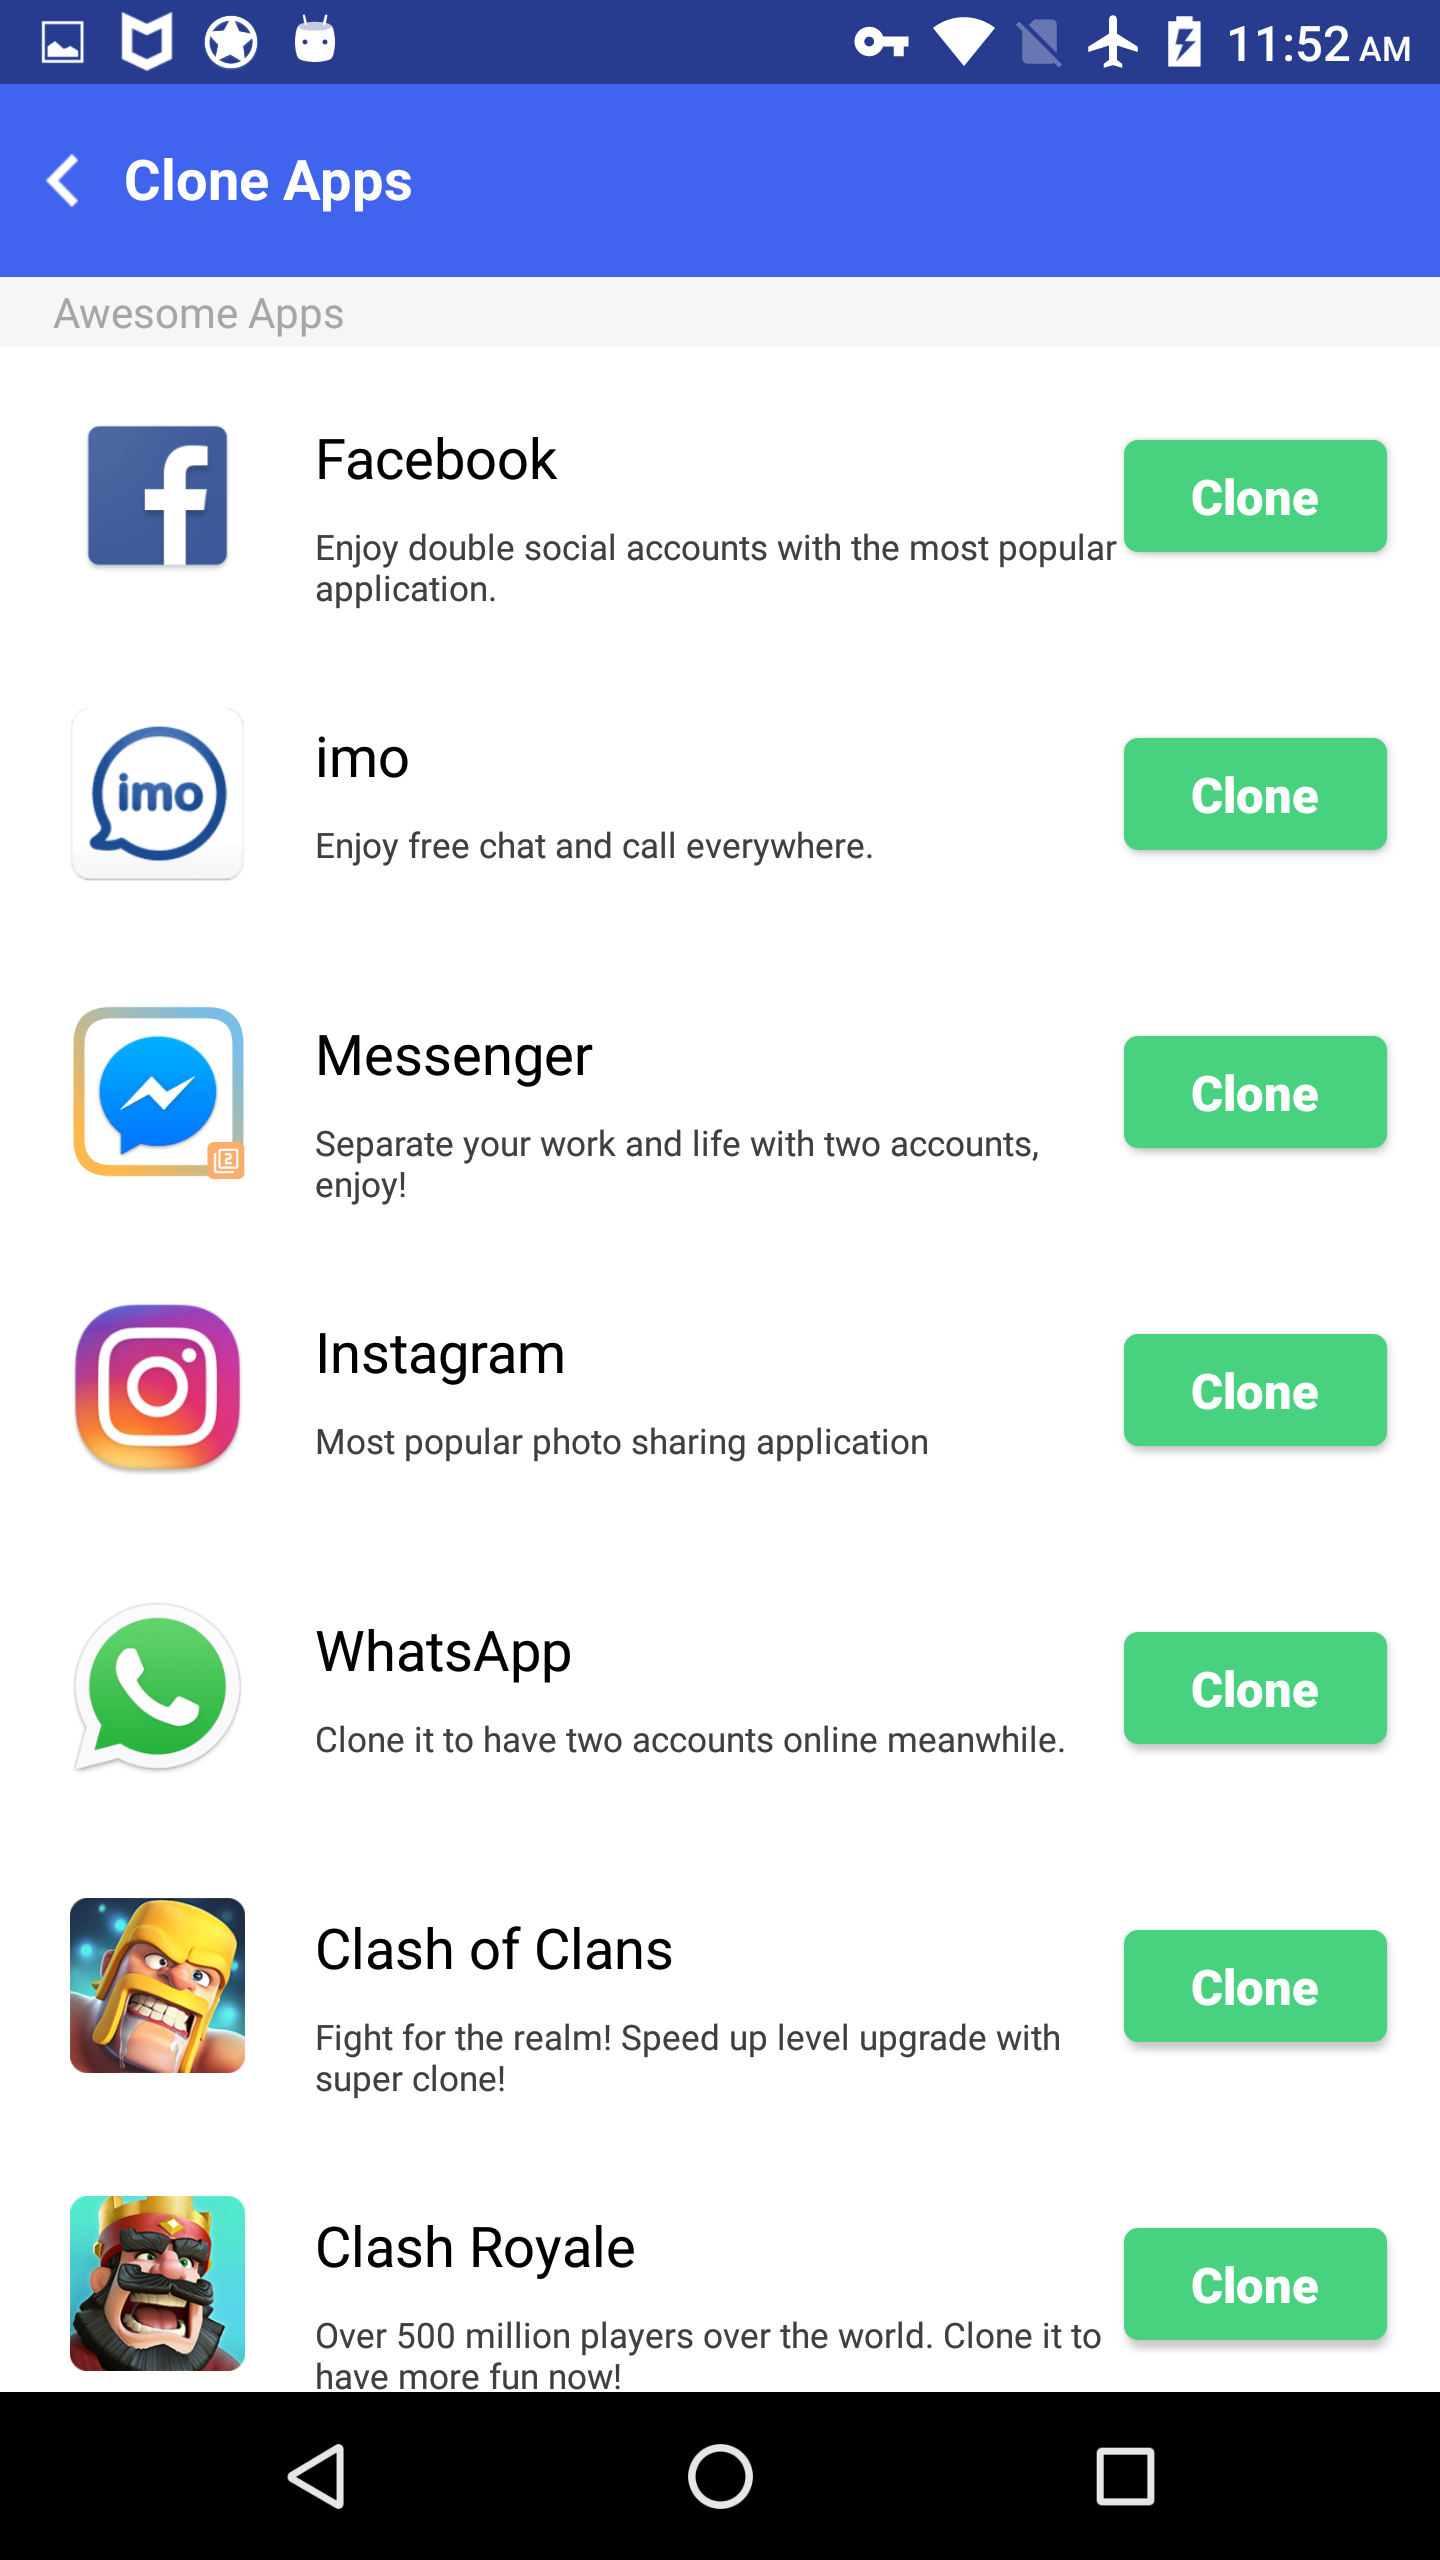 11:52 AM
Clone Apps
Awesome Apps
Facebook
Clone
Enjoy double social accounts with the most popular
application.
imo
imo
Clone
Enjoy free chat and call everywhere.
Messenger
Clone
2
Separate your work and life with two accounts,
enjoy!
Instagram
Clone
Most popular photo sharing application
WhatsApp
Clone
Clone it to have two accounts online meanwhile.
Clash of Clans
Clone
Fight for the realm! Speed up level upgrade with
super clone!
Clash Royale
Clone
Over 500 million players over the world. Clone it to
have more fun now!